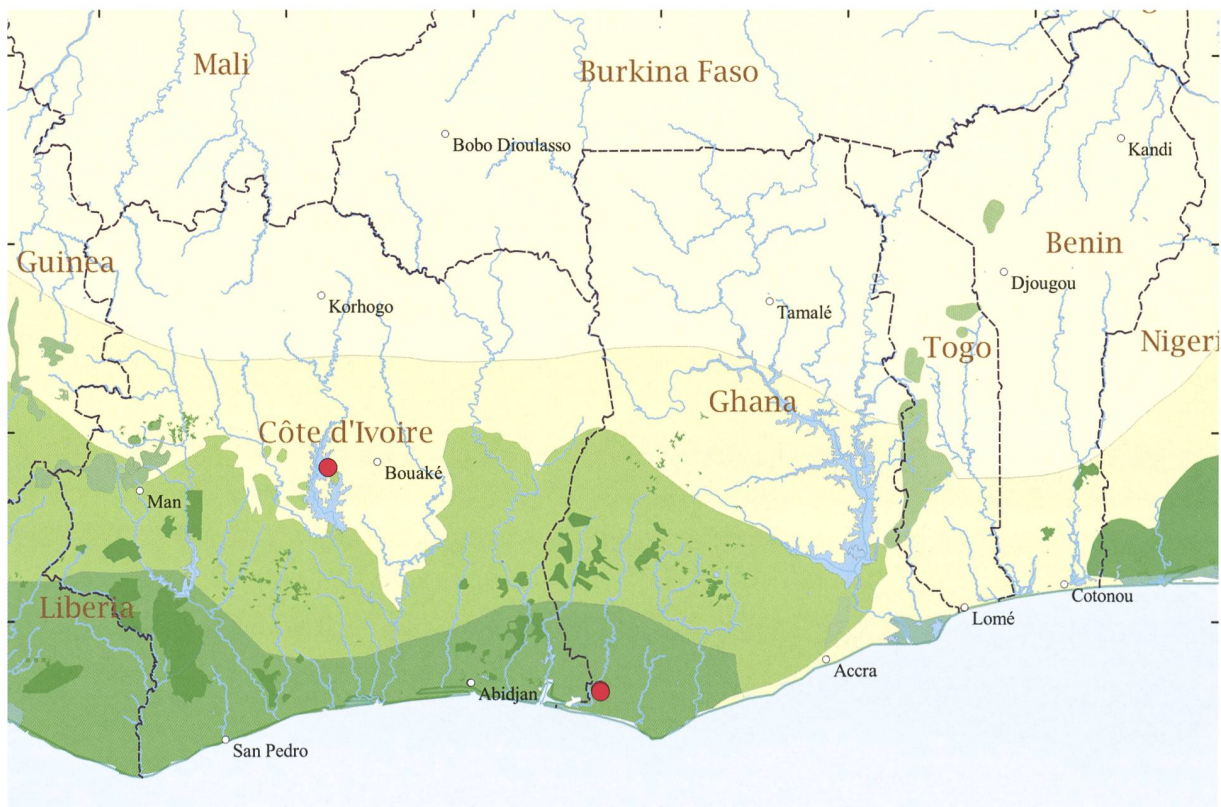 Mali
Burkina Faso
Bobo Dioulasso
Kandi
Guinea
Benin
Djougou
Korhogo
Tamalé
Togo
Nigeri
Ghana
Côte d'Ivoire
Bouaké
Man
Liberia
Cotonou
Lomé
Accra
Abidjan
San Pedro